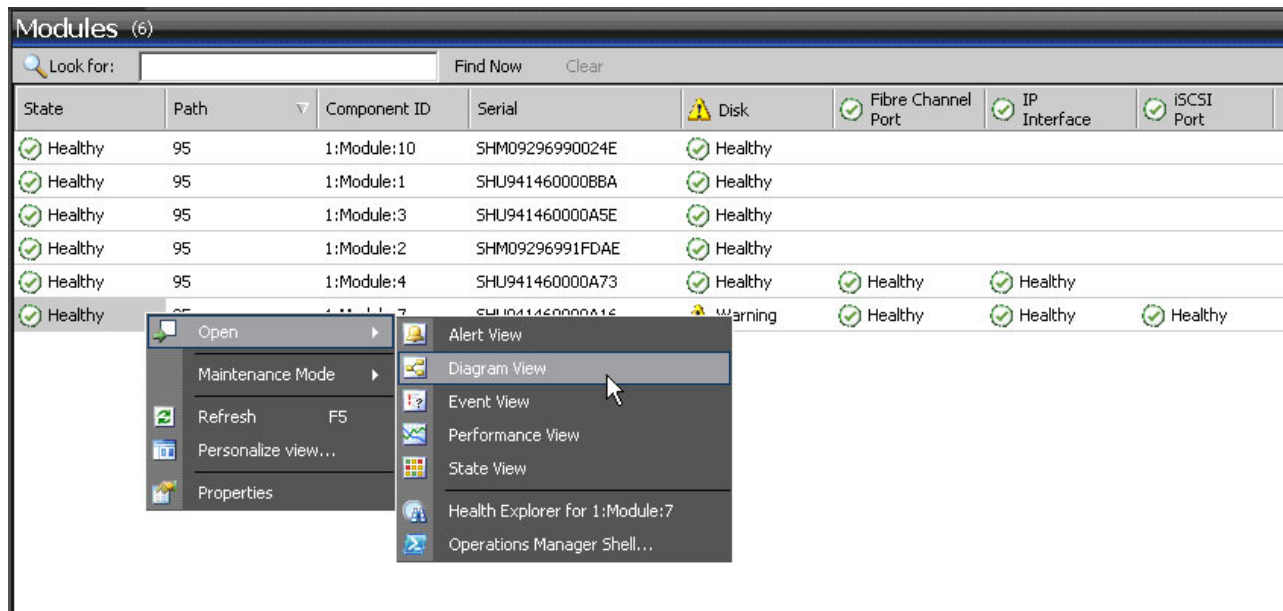 Modules (6)
Look for: Find Now Clear
State Path Component ID Serial Disk Fibre Channel Port IP Interface iSCSI Port
Healthy 95 1:Module:10 SHM09296990024E Healthy
Healthy 95 1:Module:1 SHU941460000BBA Healthy
Healthy 95 1:Module:3 SHU941460000A5E Healthy
Healthy 95 1:Module:2 SHM09296991FDAE Healthy
Healthy 95 1:Module:4 SHU941460000A73 Healthy Healthy Healthy
Healthy Warning Healthy Healthy Healthy
Open
Maintenance Mode
Refresh F5
Personalize view...
Properties
Alert View
Diagram View
Event View
Performance View
State View
Health Explorer for 1:Module:7
Operations Manager Shell...